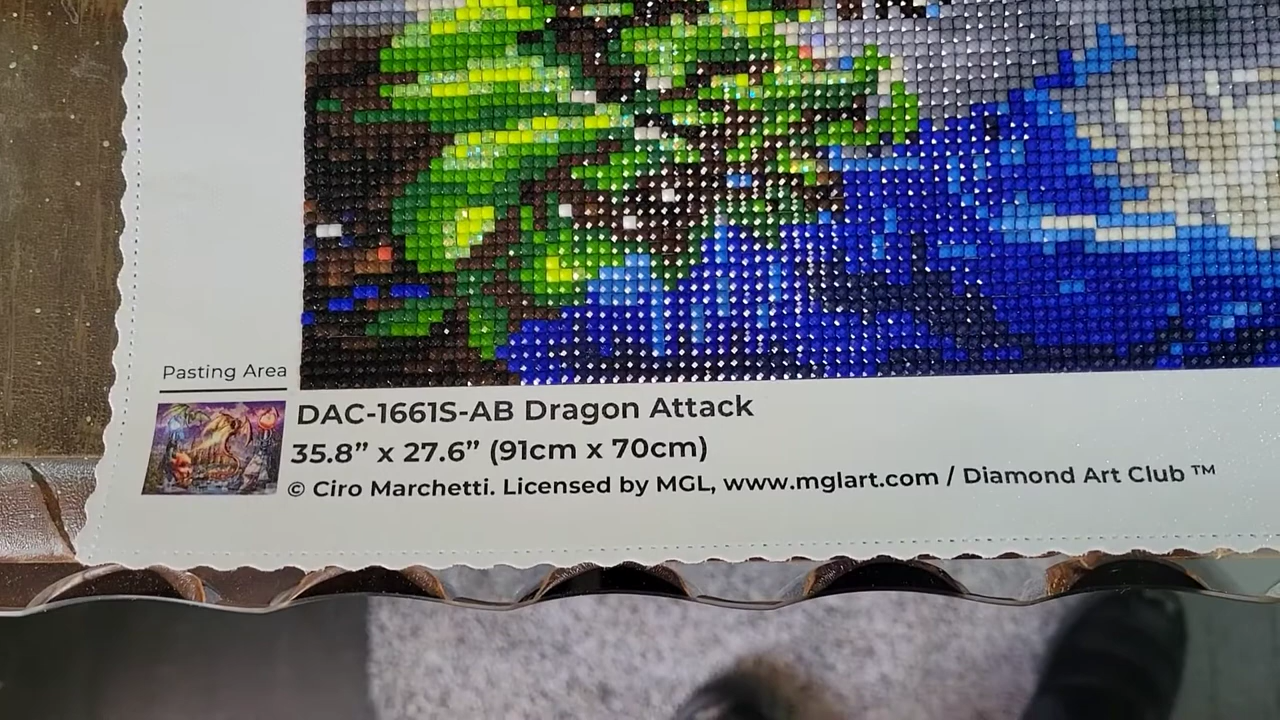 Pasting Area
DAC-1661S-AB Dragon Attack
35.8” x 27.6” (91cm x 70cm)
© Ciro Marchetti. Licensed by MGL, www.mglart.com / Diamond Art Club ™